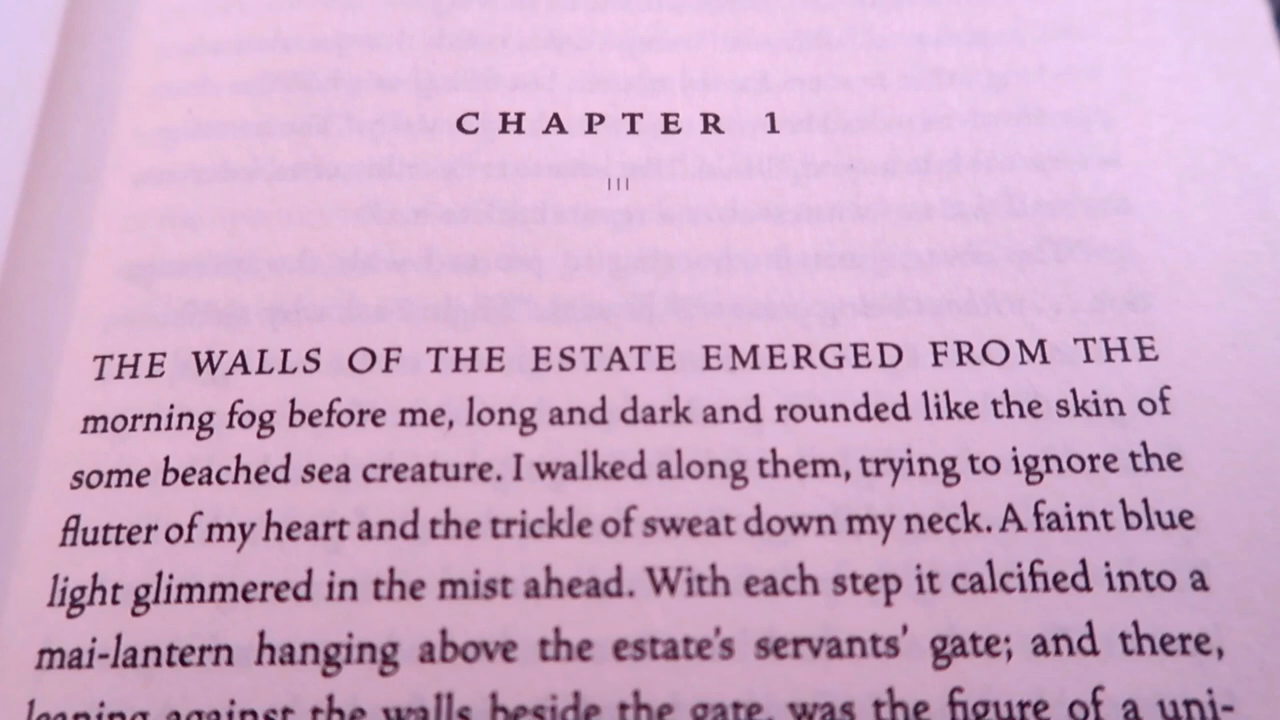 CHAPTER 1
III
THE WALLS OF THE ESTATE EMERGED FROM THE
morning fog before me, long and dark and rounded like the skin of
some beached sea creature. I walked along them, trying to ignore the
flutter of my heart and the trickle of sweat down my neck. A faint blue
light glimmered in the mist ahead. With each step it calcified into a
mai-lantern hanging above the estate's servants' gate; and there,
leaning against the walls beside the gate, was the figure of a uni-